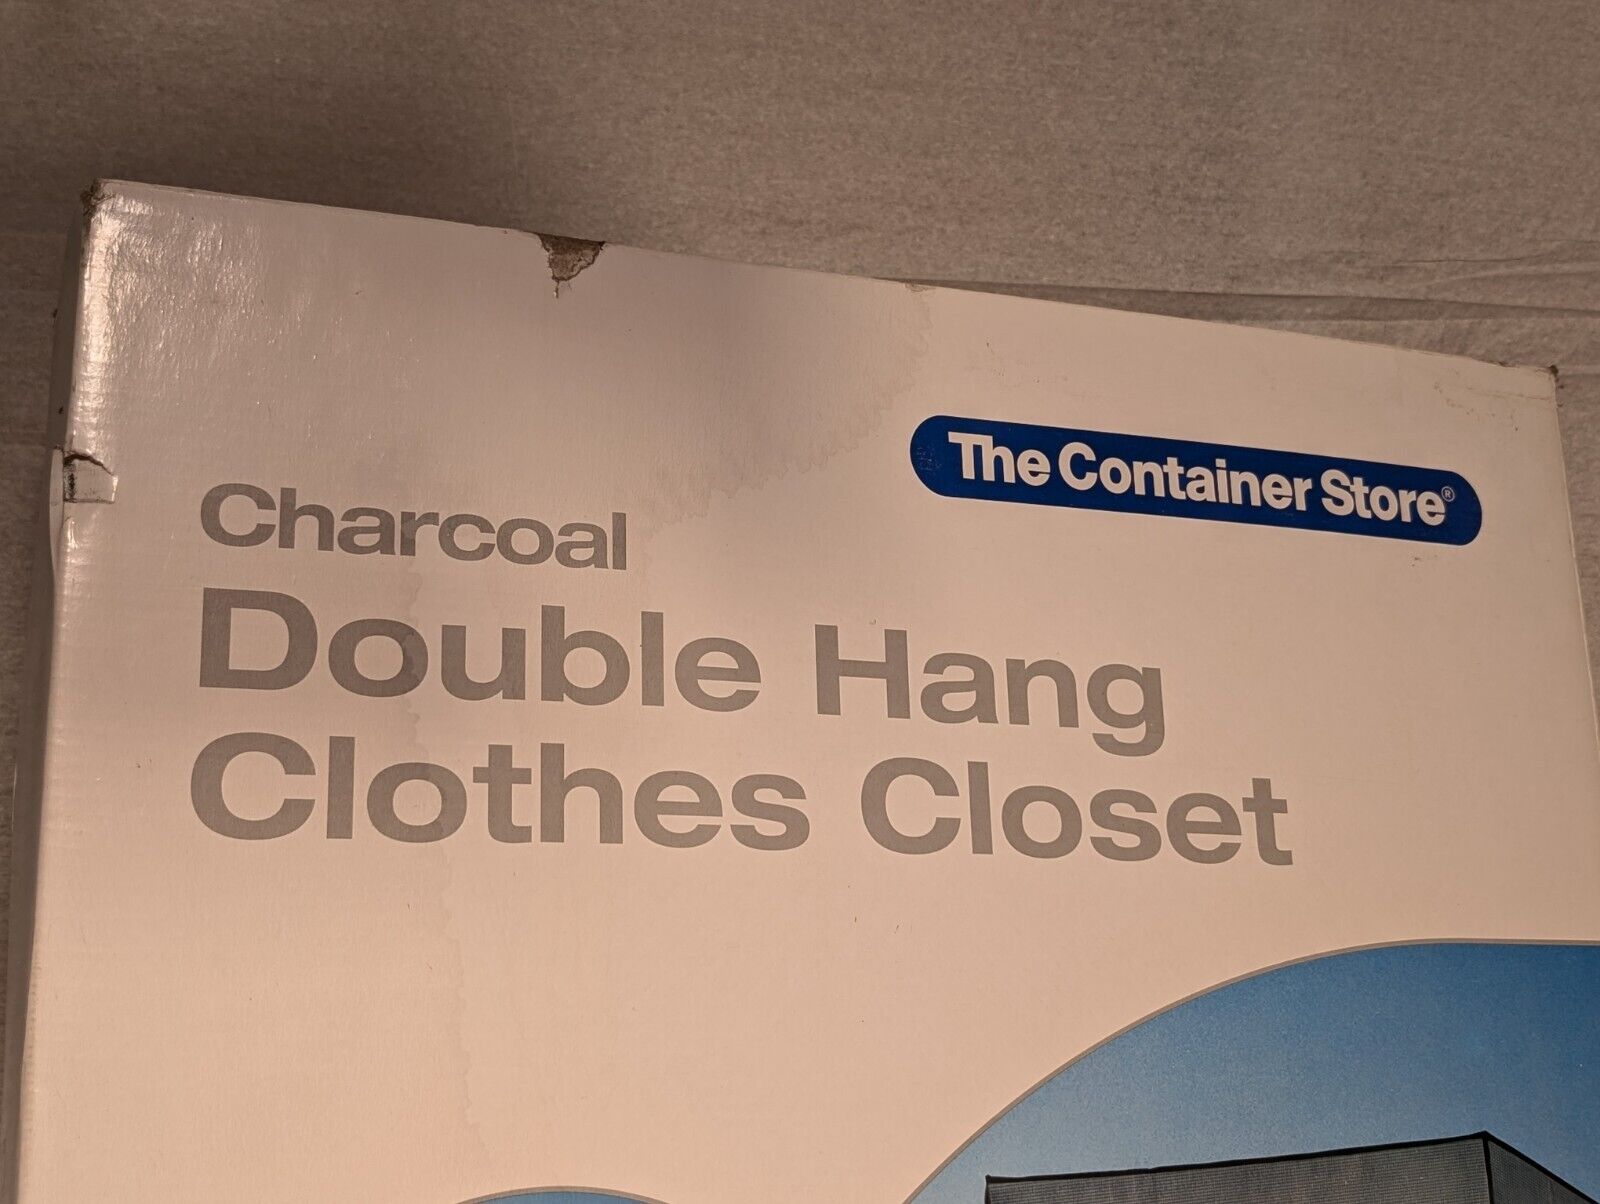 The Container Store®
Charcoal
Double Hang
Clothes Closet